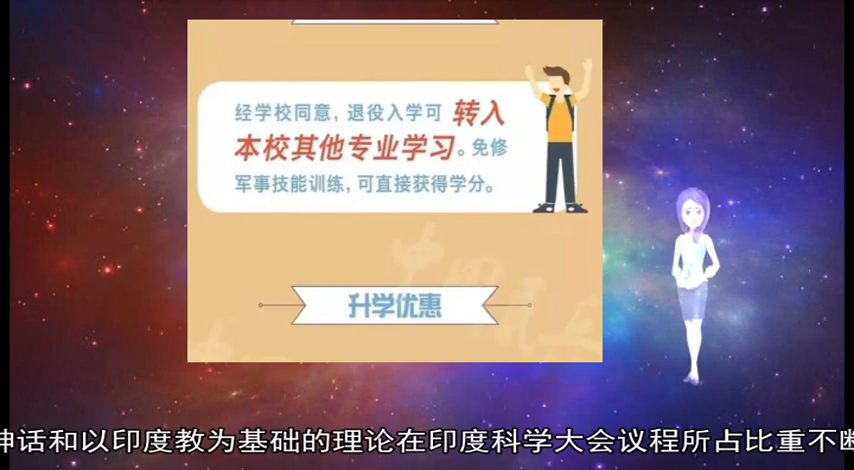 经学校同意，退役入学可 转入
本校其他专业学习。免修
军事技能训练，可直接获得学分。
升学优惠
神话和以印度教为基础的理论在印度科学大会议程所占比重不断